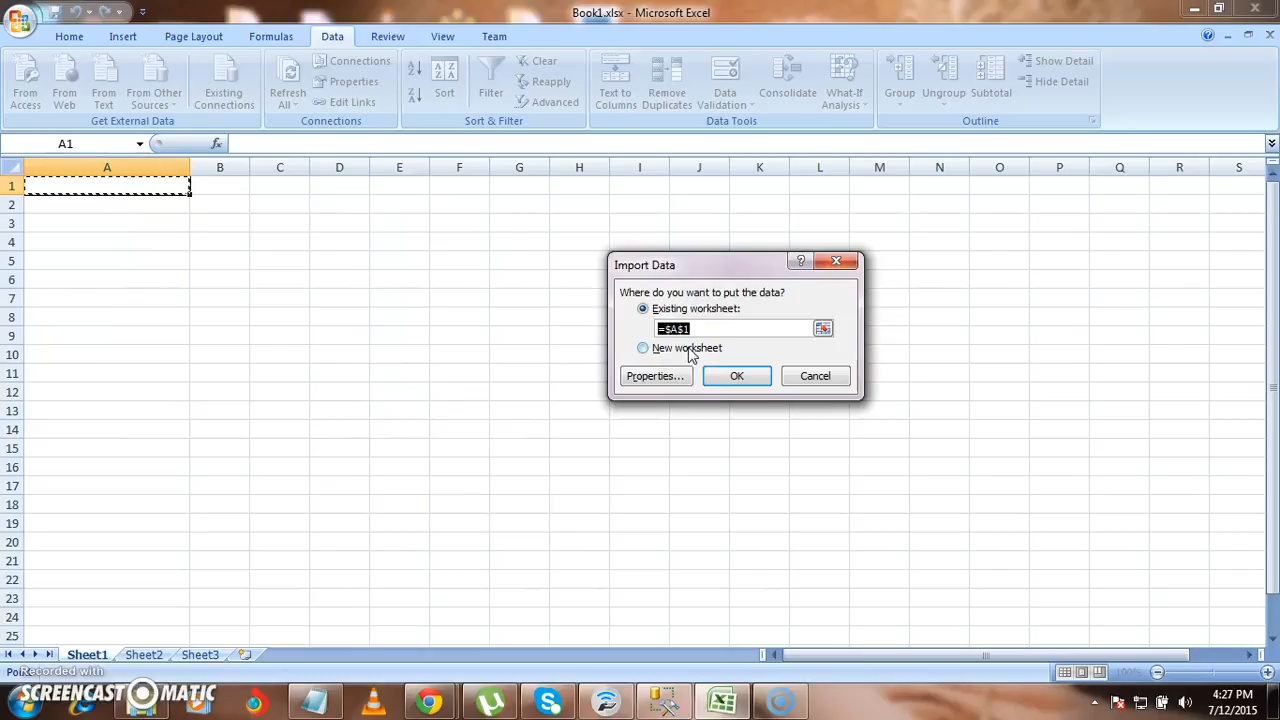 Book1.xlsx - Microsoft Excel
Home Insert Page Layout Formulas Data Review View Team
From Access
From Web
From Text
From Other Sources
Existing Connections
Get External Data
Refresh All
Connections
Properties
Edit Links
Connections
Sort
Filter
Clear
Reapply
Advanced
Sort & Filter
Text to Columns
Remove Duplicates
Data Validation
Consolidate
What-If Analysis
Data Tools
Group
Ungroup
Subtotal
Show Detail
Hide Detail
Outline
A1 fx
A B C D E F G H I J K L M N O P Q R S
1
2
3
4
5
6
7
8
9
10
11
12
13
14
15
16
17
18
19
20
21
22
23
24
25
Import Data
Where do you want to put the data?
Existing worksheet:
=$A$1
New worksheet
Properties... OK Cancel
Sheet1 Sheet2 Sheet3
Recorded with
SCREENCAST MATIC
100%
4:27 PM
7/12/2015